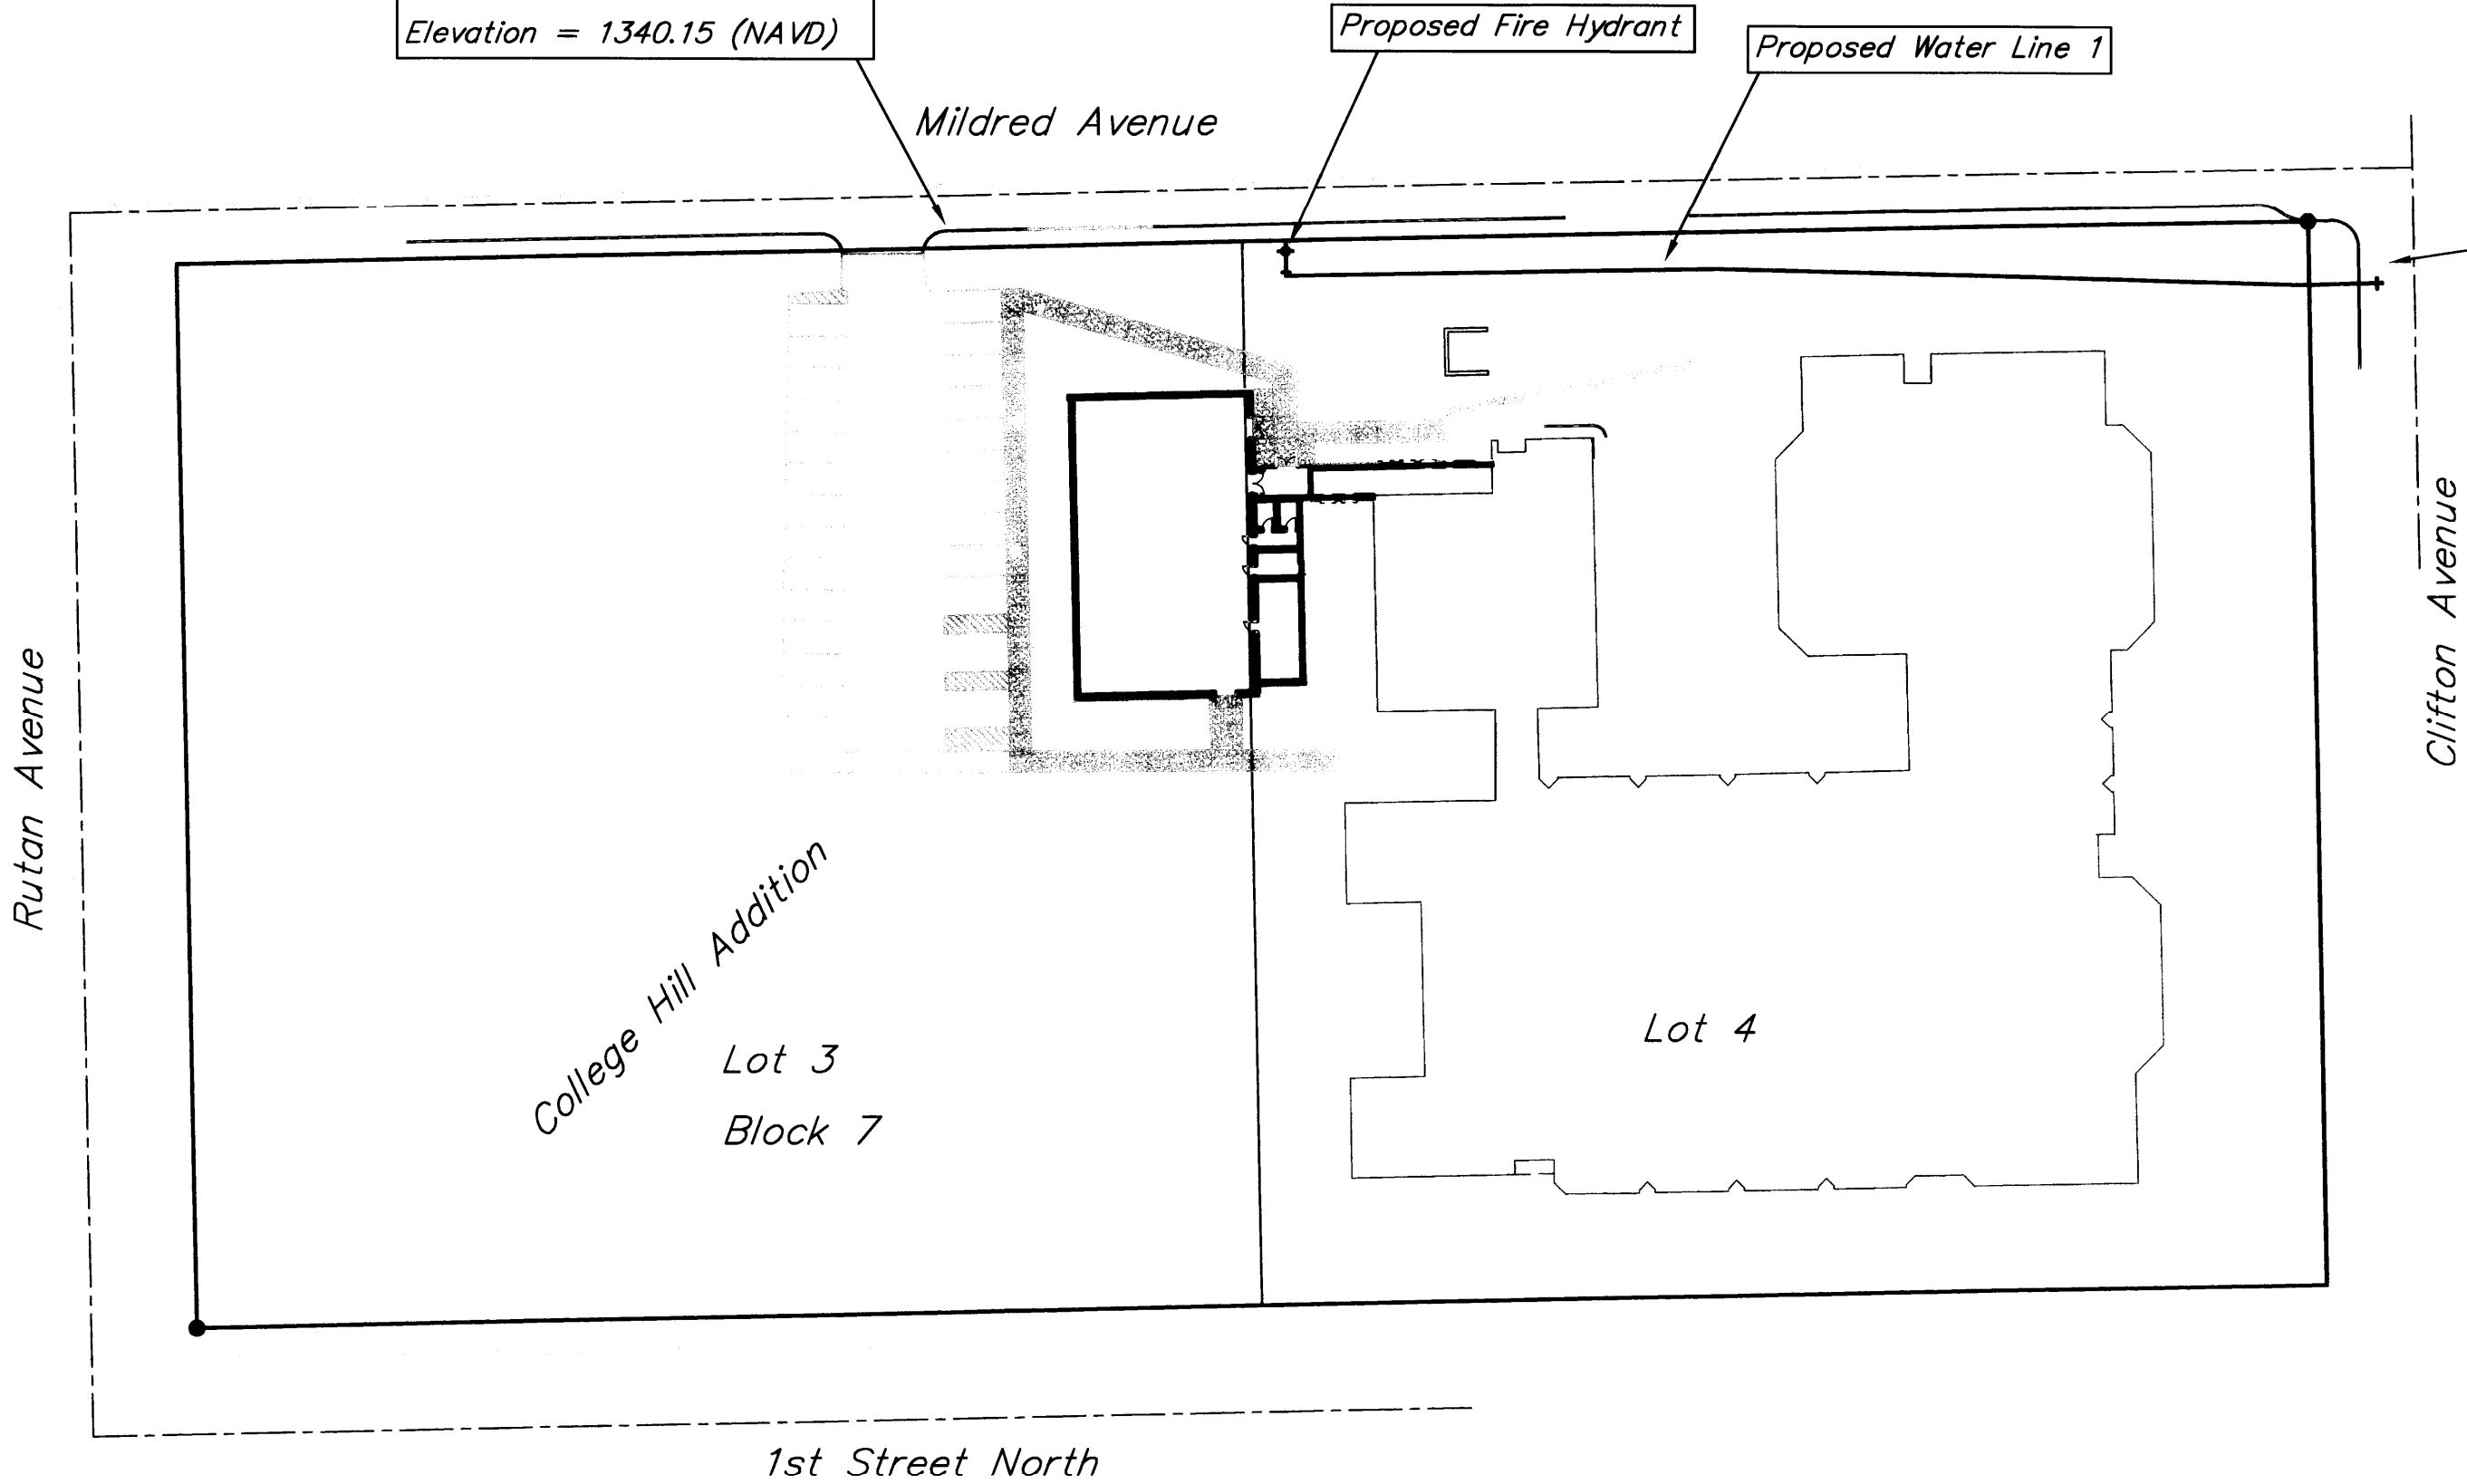 Elevation = 1340.15 (NAVD)
Proposed Fire Hydrant
Proposed Water Line 1
Mildred Avenue
Clifton Avenue
Rutan Avenue
College Hill Addition
Lot 3
Block 7
Lot 4
1st Street North